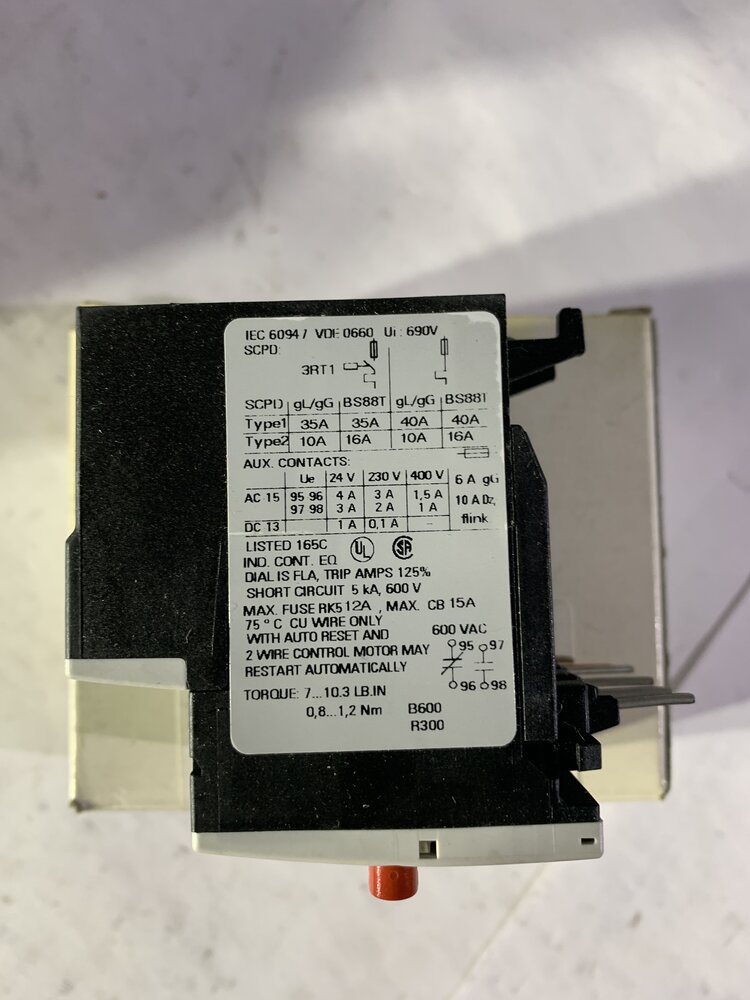 IEC 60947 VDE 0660 Ui : 690V
SCPD:
3RT1
SCPD gL/gG BS88T gL/gG BS88T
Type1 35A 35A 40A 40A
Type2 10A 16A 10A 16A
AUX. CONTACTS:
Ue 24 V 230 V 400 V 6 A gG
AC 15 95 96 4 A 3 A 1,5 A 10 A Dz,
97 98 3 A 2 A 1 A flink
DC 13 1 A 0,1 A –
LISTED 165C UL SA
IND. CONT. EQ
DIAL IS FLA, TRIP AMPS 125%
SHORT CIRCUIT 5 kA, 600 V
MAX. FUSE RK5 12A , MAX. CB 15A
75 °C CU WIRE ONLY
WITH AUTO RESET AND 600 VAC
2 WIRE CONTROL MOTOR MAY 95 97
RESTART AUTOMATICALLY
96 98
TORQUE: 7...10.3 LB.IN
0,8...1,2 Nm B600
R300